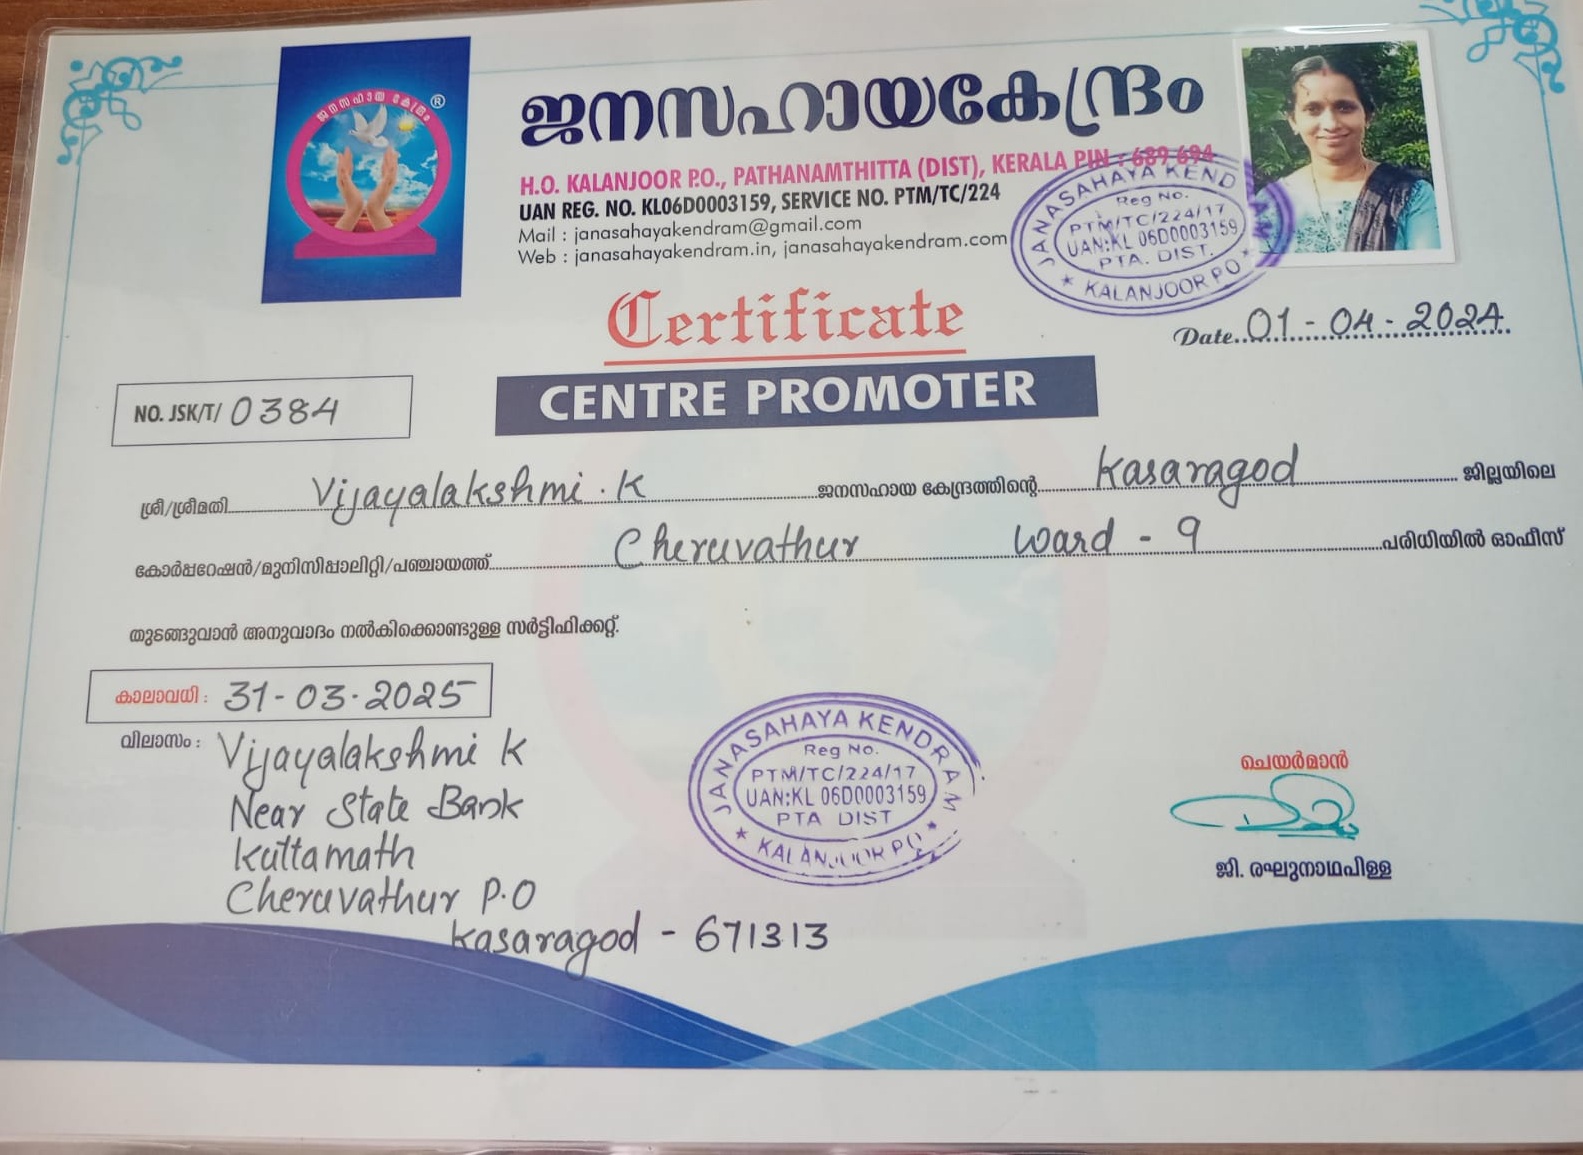 ജനസഹായ കേന്ദ്രം ®
ജനസഹായകേന്ദ്രം
H.O. KALANJOOR P.O., PATHANAMTHITTA (DIST), KERALA PIN : 689 694
UAN REG. NO. KL06D0003159, SERVICE NO. PTM/TC/224
Mail : janasahayakendram@gmail.com
Web : janasahayakendram.in, janasahayakendram.com
JANASAHAYA KENDRAM
Reg No.
PTM/TC/224/17
UAN:KL 06D0003159
PTA. DIST.
★ KALANJOOR PO ★
Certificate
Date..01-04-2024
CENTRE PROMOTER
NO. JSK/T/ 0384
ശ്രീ/ശ്രീമതി Vijayalakshmi.K ജനസഹായ കേന്ദ്രത്തിന്റെ Kasaragod ജില്ലയിലെ
കോർപ്പറേഷൻ/മുനിസിപ്പാലിറ്റി/പഞ്ചായത്ത് Cheruvathur Ward - 9 പരിധിയിൽ ഓഫീസ്
തുടങ്ങുവാൻ അനുവാദം നൽകിക്കൊണ്ടുള്ള സർട്ടിഫിക്കറ്റ്.
കാലാവധി : 31-03-2025
വിലാസം : Vijayalakshmi K
Near State Bank
Kuttamath
Cheruvathur P.O
Kasaragod - 671313
JANASAHAYA KENDRAM
Reg No.
PTM/TC/224/17
UAN:KL 06D0003159
PTA DIST
★ KALANJOOR PO ★
ചെയർമാൻ
ജി. രഘുനാഥപിള്ള